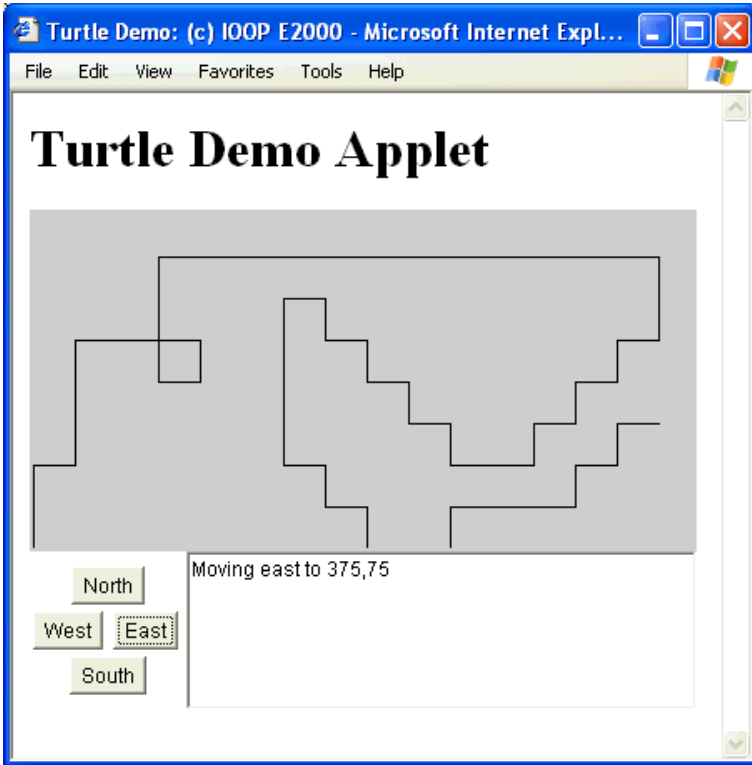 Turtle Demo: (c) IOOP E2000 - Microsoft Internet Expl...
File Edit View Favorites Tools Help
Turtle Demo Applet
North
West East
South
Moving east to 375,75